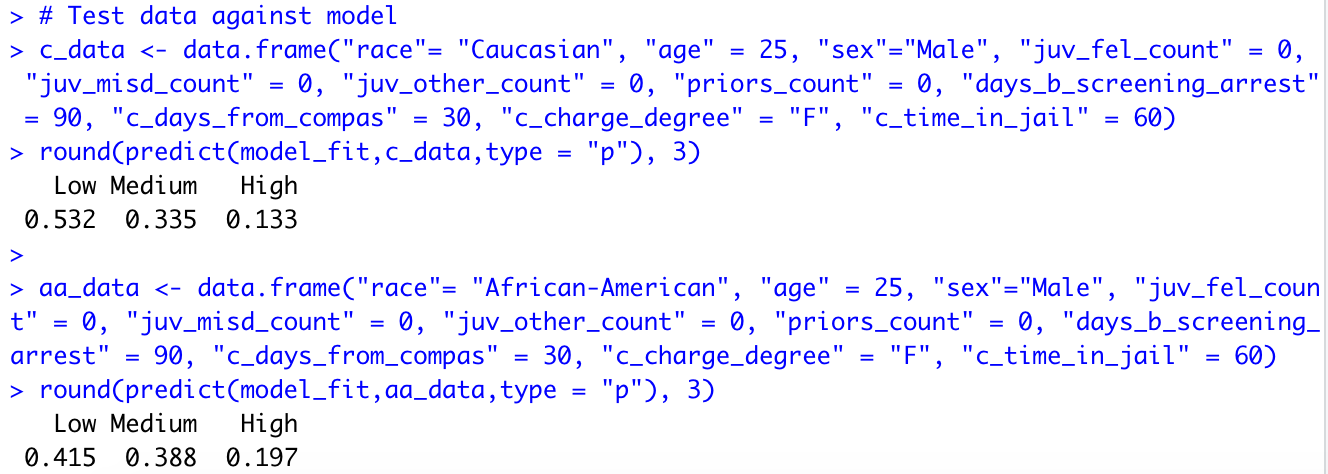 > # Test data against model
> c_data <- data.frame("race"= "Caucasian", "age" = 25, "sex"="Male", "juv_fel_count" = 0,
"juv_misd_count" = 0, "juv_other_count" = 0, "priors_count" = 0, "days_b_screening_arrest"
= 90, "c_days_from_compas" = 30, "c_charge_degree" = "F", "c_time_in_jail" = 60)
> round(predict(model_fit,c_data,type = "p"), 3)
Low Medium High
0.532 0.335 0.133
>
> aa_data <- data.frame("race"= "African-American", "age" = 25, "sex"="Male", "juv_fel_coun
t" = 0, "juv_misd_count" = 0, "juv_other_count" = 0, "priors_count" = 0, "days_b_screening_
arrest" = 90, "c_days_from_compas" = 30, "c_charge_degree" = "F", "c_time_in_jail" = 60)
> round(predict(model_fit,aa_data,type = "p"), 3)
Low Medium High
0.415 0.388 0.197